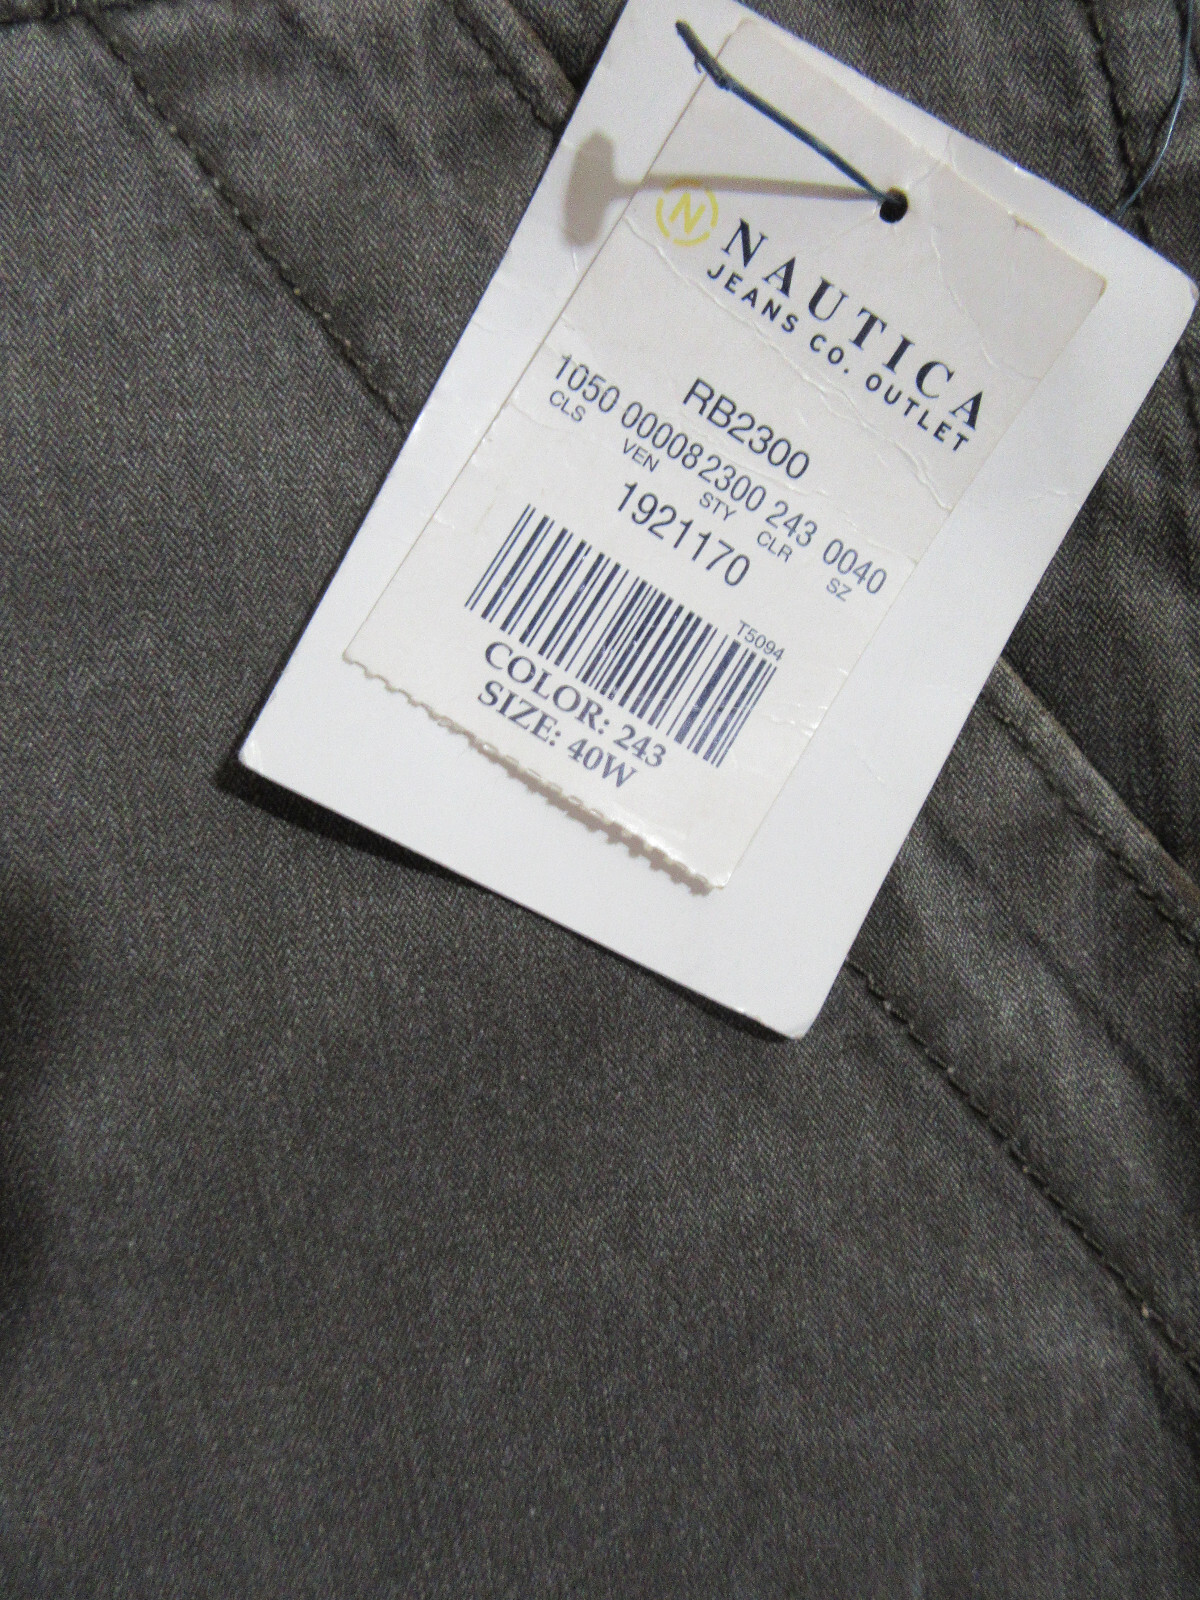 N NAUTICA
JEANS CO. OUTLET
RB2300
1050 000082300 243 0040
CLS VEN STY CLR SZ
1921170
T5094
COLOR: 243
SIZE: 40W